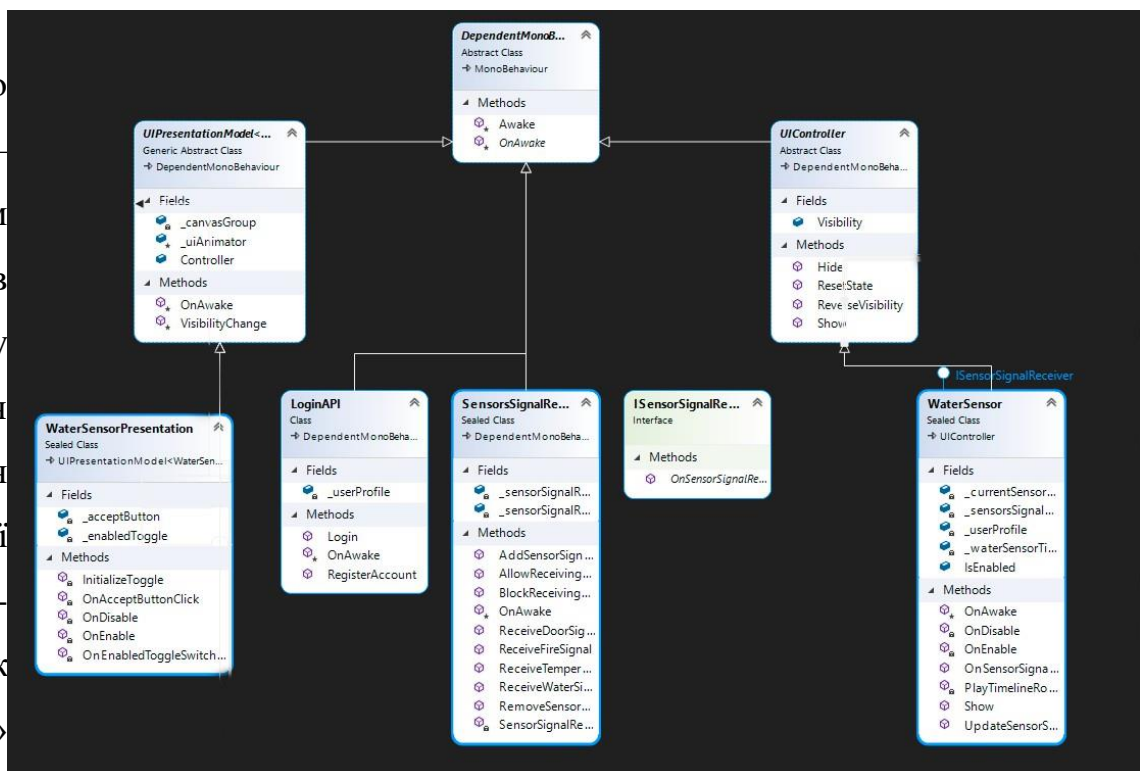 DependentMonoB...
Abstract Class
MonoBehaviour
Methods
Awake
OnAwake
UIPresentationModel<...
Generic Abstract Class
DependentMonoBehaviour
Fields
_canvasGroup
_uiAnimator
Controller
Methods
OnAwake
VisibilityChange
UIController
Abstract Class
DependentMonoBeha...
Fields
Visibility
Methods
Hide
ResetState
ReverseVisibility
Show
WaterSensorPresentation
Sealed Class
UIPresentationModel<WaterSen...
Fields
_acceptButton
_enabledToggle
Methods
InitializeToggle
OnAcceptButtonClick
OnDisable
OnEnable
OnEnabledToggleSwitch...
LoginAPI
Class
DependentMonoBeha...
Fields
_userProfile
Methods
Login
OnAwake
RegisterAccount
SensorsSignalRe...
Sealed Class
DependentMonoBeha...
Fields
_sensorSignalR...
_sensorSignalR...
Methods
AddSensorSign...
AllowReceiving...
BlockReceiving...
OnAwake
ReceiveDoorSig...
ReceiveFireSignal
ReceiveTemper...
ReceiveWaterSi...
RemoveSensor...
SensorSignalRe...
ISensorSignalRe...
Interface
Methods
OnSensorSignalRe...
ISensorSignalReceiver
WaterSensor
Sealed Class
UIController
Fields
_currentSensor...
_sensorsSignal...
_userProfile
_waterSensorTi...
IsEnabled
Methods
OnAwake
OnDisable
OnEnable
OnSensorSigna...
PlayTimelineRo...
Show
UpdateSensorS...